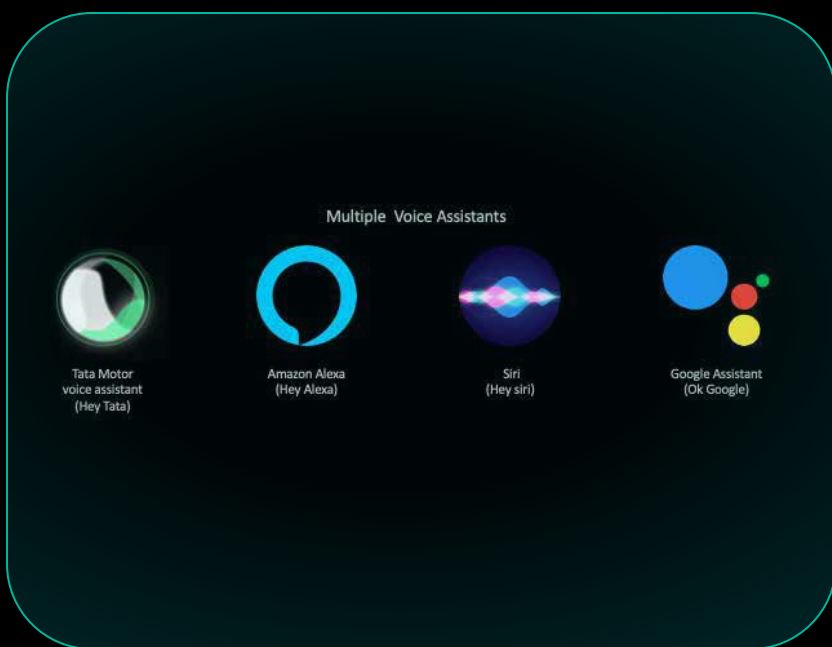 Multiple Voice Assistants
Tata Motor
voice assistant
(Hey Tata)
Amazon Alexa
(Hey Alexa)
Siri
(Hey siri)
Google Assistant
(Ok Google)